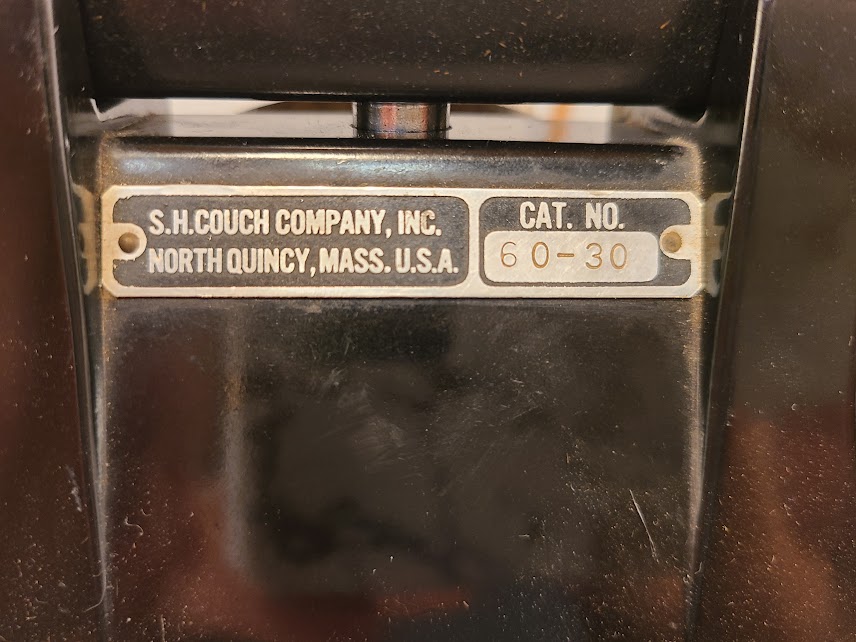 S.H.COUCH COMPANY, INC.
NORTH QUINCY, MASS. U.S.A.
CAT. NO.
60-30